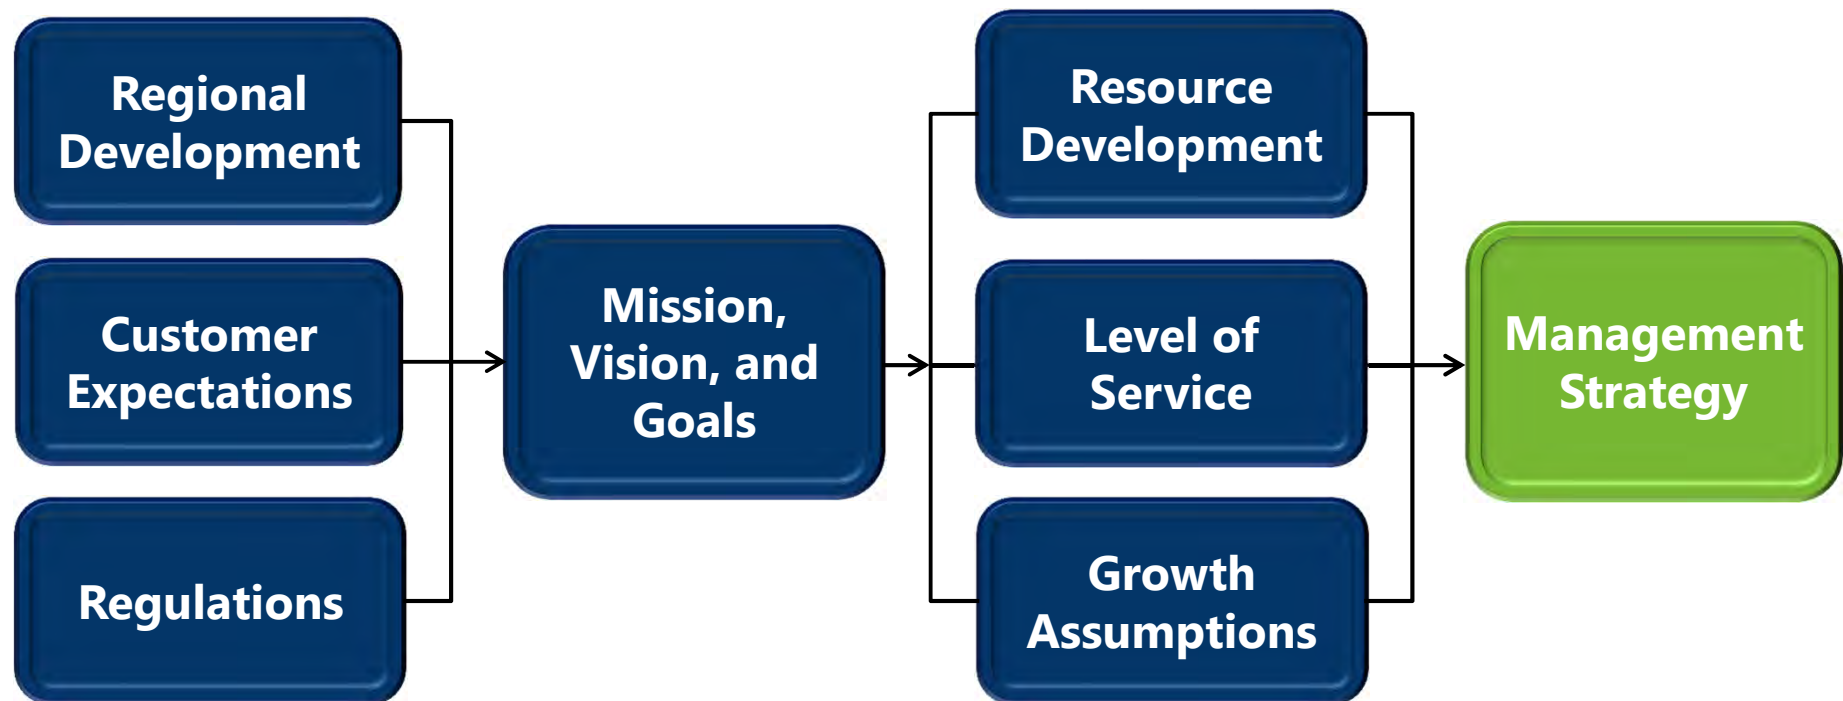 Regional
Development
Customer
Expectations
Regulations
Mission,
Vision, and
Goals
Resource
Development
Level of
Service
Growth
Assumptions
Management
Strategy